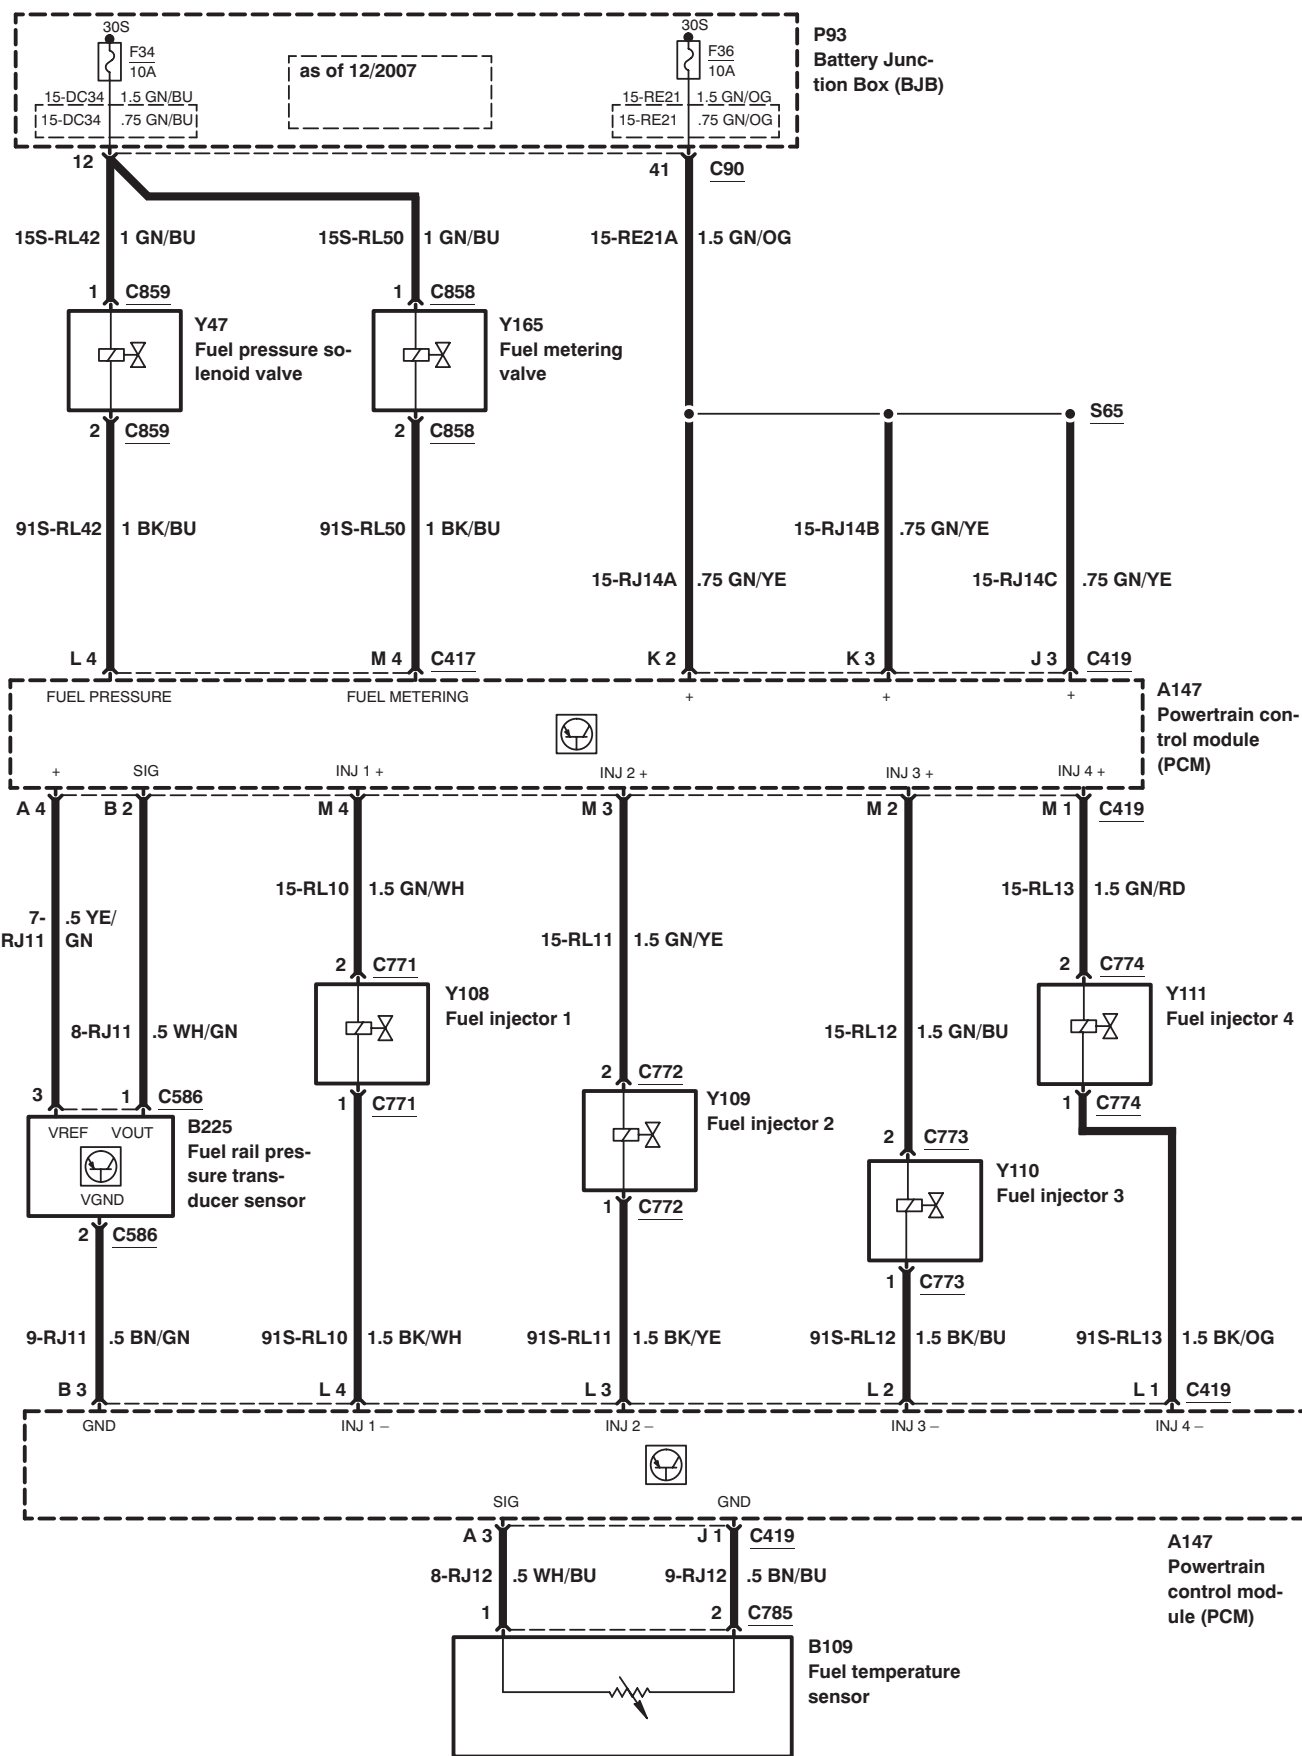 30S
F34
10A
15-DC34 1.5 GN/BU
15-DC34 .75 GN/BU
as of 12/2007
30S
F36
10A
15-RE21 1.5 GN/OG
15-RE21 .75 GN/OG
P93
Battery Junc-
tion Box (BJB)
12
41 C90
15S-RL42 1 GN/BU
15S-RL50 1 GN/BU
15-RE21A 1.5 GN/OG
1 C859
1 C858
Y47
Fuel pressure so-
lenoid valve
Y165
Fuel metering
valve
2 C859
2 C858
S65
91S-RL42 1 BK/BU
91S-RL50 1 BK/BU
15-RJ14B .75 GN/YE
15-RJ14A .75 GN/YE
15-RJ14C .75 GN/YE
L 4
M 4 C417
K 2
K 3
J 3 C419
FUEL PRESSURE
FUEL METERING
+
+
+
A147
Powertrain con-
trol module
(PCM)
+
SIG
INJ 1 +
INJ 2 +
INJ 3 +
INJ 4 +
A 4
B 2
M 4
M 3
M 2
M 1 C419
15-RL10 1.5 GN/WH
15-RL13 1.5 GN/RD
7-
RJ11
.5 YE/
GN
15-RL11 1.5 GN/YE
2 C771
2 C774
Y108
Fuel injector 1
Y111
Fuel injector 4
8-RJ11 .5 WH/GN
15-RL12 1.5 GN/BU
2 C772
3
1 C586
1 C771
1 C774
VREF VOUT
VGND
B225
Fuel rail pres-
sure trans-
ducer sensor
Y109
Fuel injector 2
2 C773
Y110
Fuel injector 3
1 C772
2 C586
1 C773
9-RJ11 .5 BN/GN
91S-RL10 1.5 BK/WH
91S-RL11 1.5 BK/YE
91S-RL12 1.5 BK/BU
91S-RL13 1.5 BK/OG
B 3
L 4
L 3
L 2
L 1 C419
GND
INJ 1 –
INJ 2 –
INJ 3 –
INJ 4 –
SIG
GND
A 3
J 1 C419
A147
Powertrain
control mod-
ule (PCM)
8-RJ12 .5 WH/BU
9-RJ12 .5 BN/BU
1
2 C785
B109
Fuel temperature
sensor